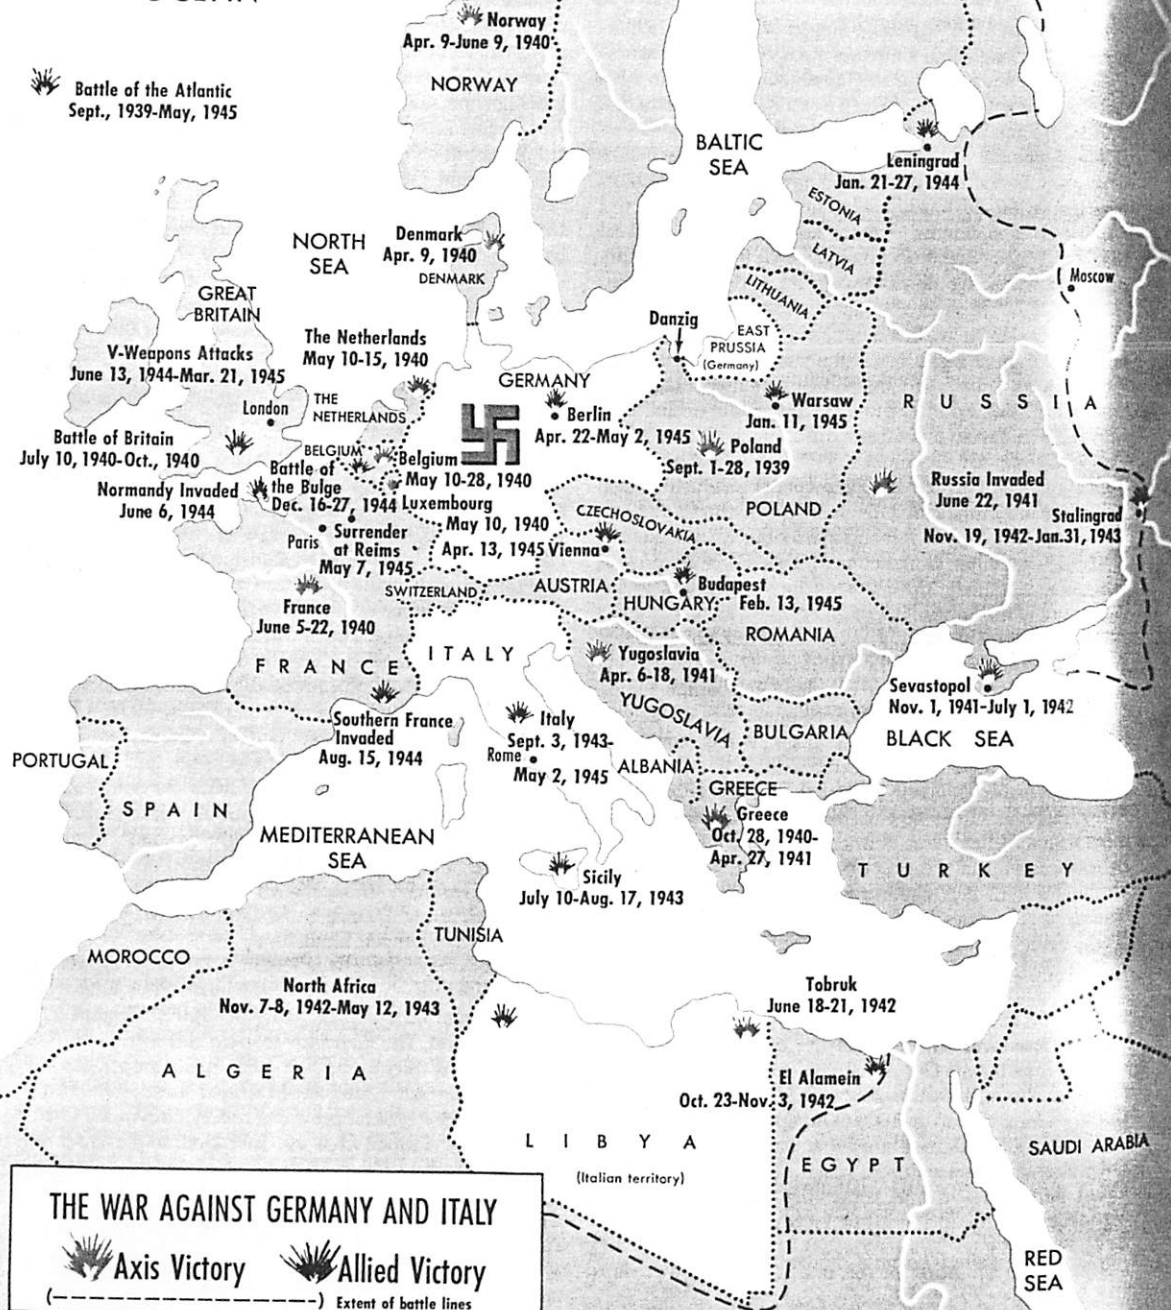 Norway
Apr. 9-June 9, 1940
NORWAY
Battle of the Atlantic
Sept., 1939-May, 1945
BALTIC
SEA
Leningrad
Jan. 21-27, 1944
ESTONIA
LATVIA
LITHUANIA
NORTH
SEA
Denmark
Apr. 9, 1940
DENMARK
Moscow
GREAT
BRITAIN
Danzig
EAST
PRUSSIA
(Germany)
The Netherlands
May 10-15, 1940
V-Weapons Attacks
June 13, 1944-Mar. 21, 1945
GERMANY
THE
NETHERLANDS
London
Berlin
Apr. 22-May 2, 1945
Warsaw
Jan. 11, 1945
RUSSIA
Battle of Britain
July 10, 1940-Oct., 1940
BELGIUM
Belgium
May 10-28, 1940
Poland
Sept. 1-28, 1939
POLAND
Normandy Invaded
June 6, 1944
Battle of
the Bulge
Dec. 16-27, 1944
Luxembourg
May 10, 1940
Russia Invaded
June 22, 1941
Stalingrad
Nov. 19, 1942-Jan.31,1943
CZECHOSLOVAKIA
Paris
Surrender
at Reims
May 7, 1945
Apr. 13, 1945 Vienna
SWITZERLAND
AUSTRIA
HUNGARY
Budapest
Feb. 13, 1945
ROMANIA
France
June 5-22, 1940
FRANCE
ITALY
Yugoslavia
Apr. 6-18, 1941
YUGOSLAVIA
Sevastopol
Nov. 1, 1941-July 1, 1942
BLACK SEA
Southern France
Invaded
Aug. 15, 1944
Italy
Sept. 3, 1943-
May 2, 1945
Rome
BULGARIA
ALBANIA
GREECE
Greece
Oct. 28, 1940-
Apr. 27, 1941
PORTUGAL
SPAIN
MEDITERRANEAN
SEA
Sicily
July 10-Aug. 17, 1943
TURKEY
MOROCCO
TUNISIA
North Africa
Nov. 7-8, 1942-May 12, 1943
Tobruk
June 18-21, 1942
ALGERIA
El Alamein
Oct. 23-Nov. 3, 1942
LIBYA
(Italian territory)
EGYPT
SAUDI ARABIA
RED
SEA
THE WAR AGAINST GERMANY AND ITALY
Axis Victory
Allied Victory
(--------------------) Extent of battle lines